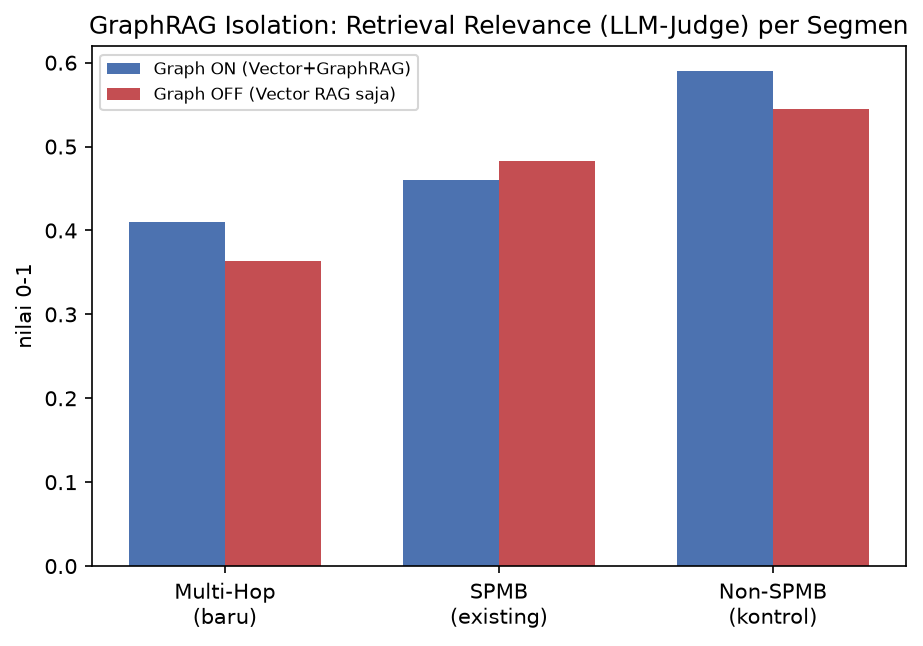 GraphRAG Isolation: Retrieval Relevance (LLM-Judge) per Segmen
Graph ON (Vector+GraphRAG)
Graph OFF (Vector RAG saja)
nilai 0-1
0.6
0.5
0.4
0.3
0.2
0.1
0.0
Multi-Hop
(baru)
SPMB
(existing)
Non-SPMB
(kontrol)